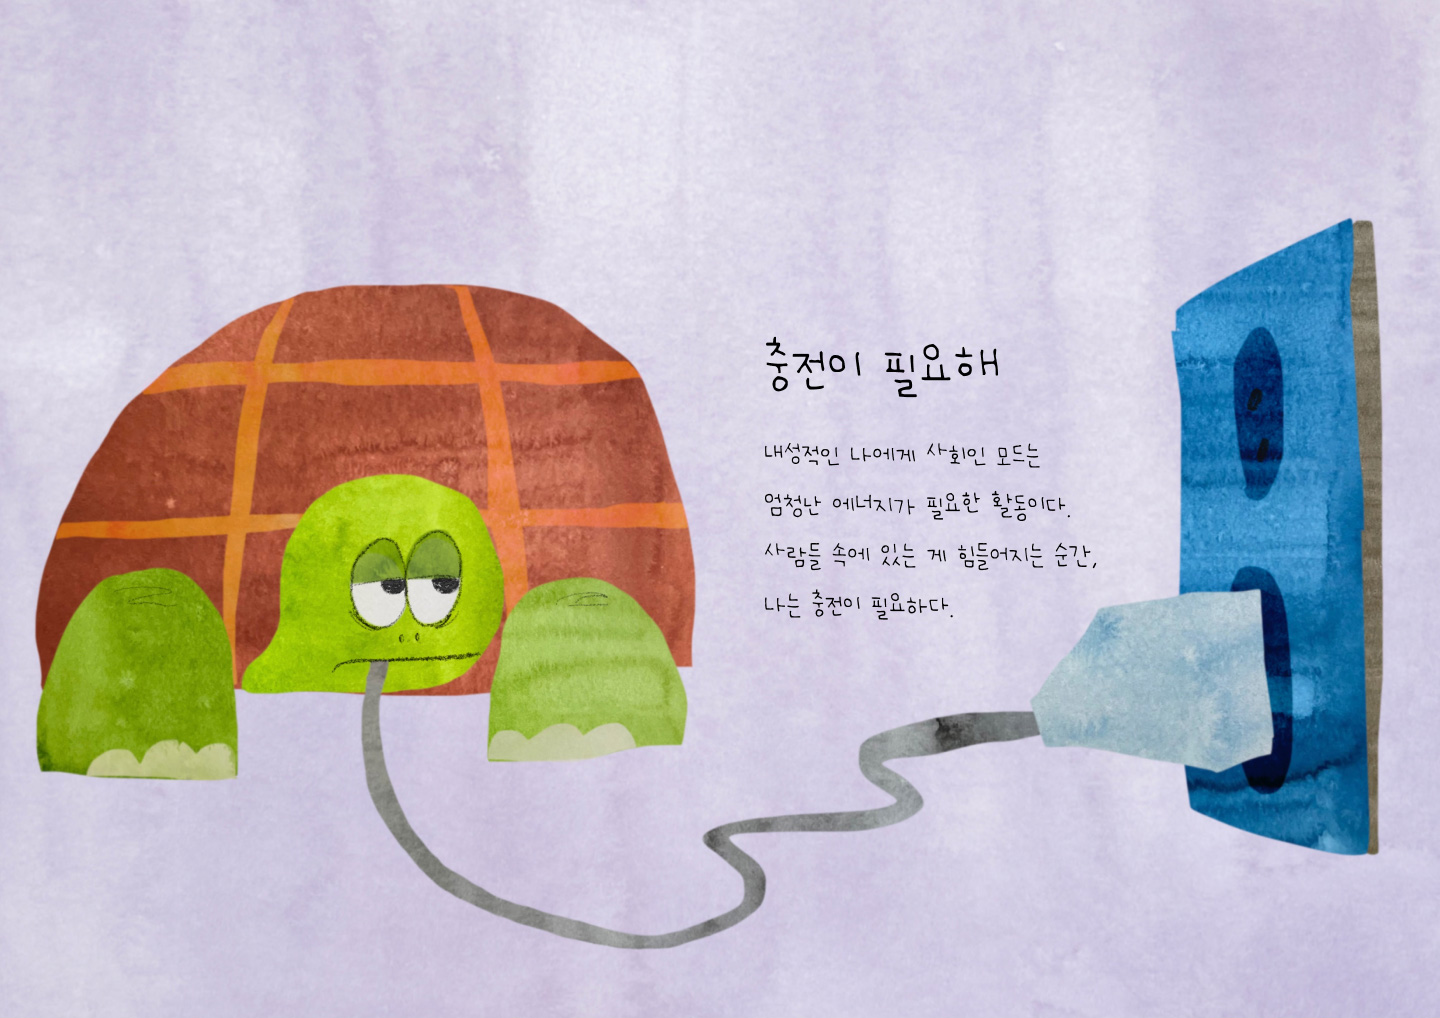 충전이 필요해
내성적인 나에게 사회인 모드는
엄청난 에너지가 필요한 활동이다.
사람들 속에 있는 게 힘들어지는 순간,
나는 충전이 필요하다.